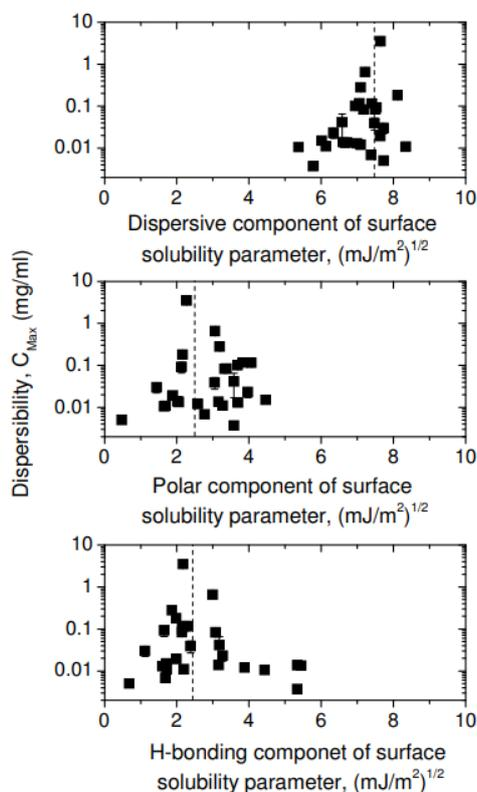 10
1
0.1
0.01
0 2 4 6 8 10
Dispersive component of surface
solubility parameter, (mJ/m²)^1/2
10
1
0.1
0.01
0 2 4 6 8 10
Polar component of surface
solubility parameter, (mJ/m²)^1/2
Dispersibility, C_Max (mg/ml)
10
1
0.1
0.01
0 2 4 6 8 10
H-bonding componet of surface
solubility parameter, (mJ/m²)^1/2